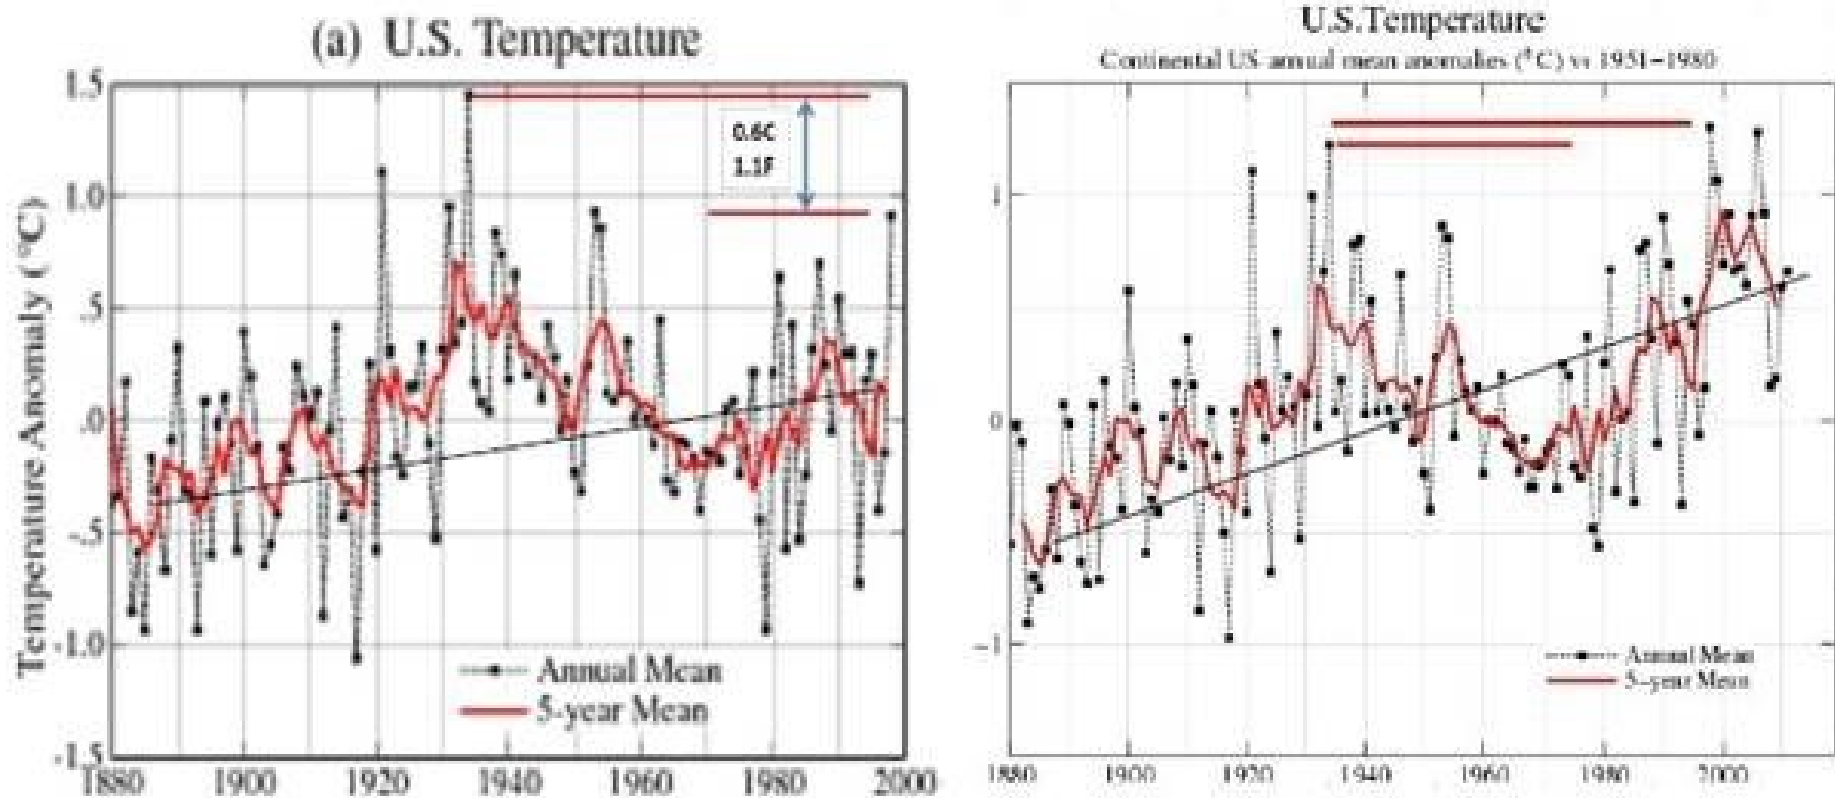 (a) U.S. Temperature
1.5
1.0
.5
.0
-.5
-1.0
-1.5
Temperature Anomaly (°C)
0.6C
1.1F
Annual Mean
5-year Mean
1880 1900 1920 1940 1960 1980 2000
U.S.Temperature
Continental US annual mean anomalies (°C) vs 1951-1980
1
0
-1
Annual Mean
5-year Mean
1880 1900 1920 1940 1960 1980 2000